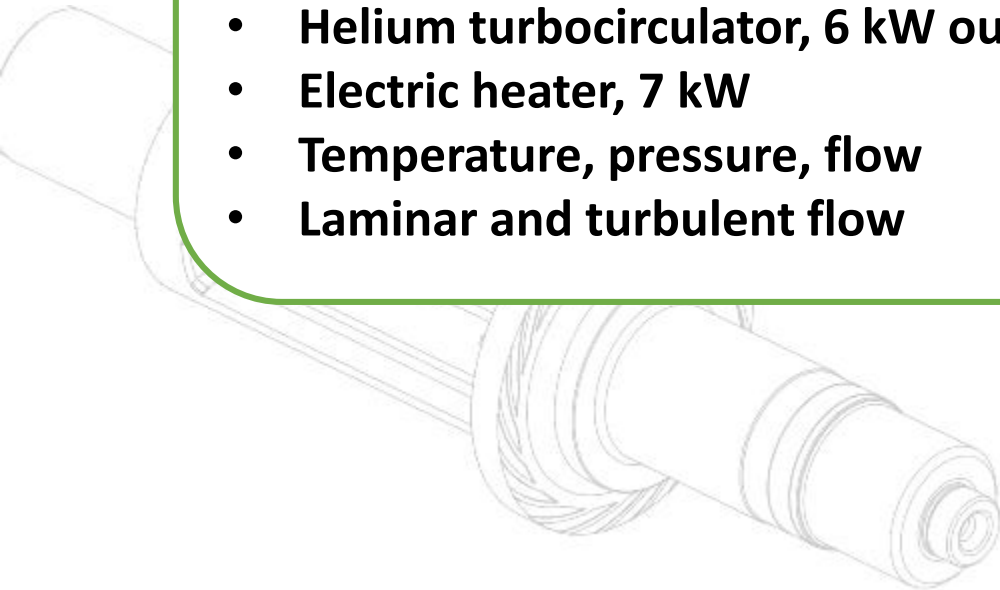 • Helium turbocirculator, 6 kW
• Electric heater, 7 kW
• Temperature, pressure, flow
• Laminar and turbulent flow